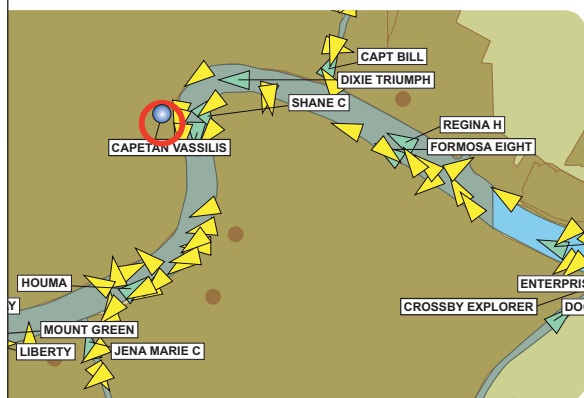 CAPT BILL
DIXIE TRIUMPH
SHANE C
REGINA H
CAPETAN VASSILIS
FORMOSA EIGHT
HOUMA
ENTERPRIS
Y
CROSSBY EXPLORER
DOC
MOUNT GREEN
LIBERTY
JENA MARIE C